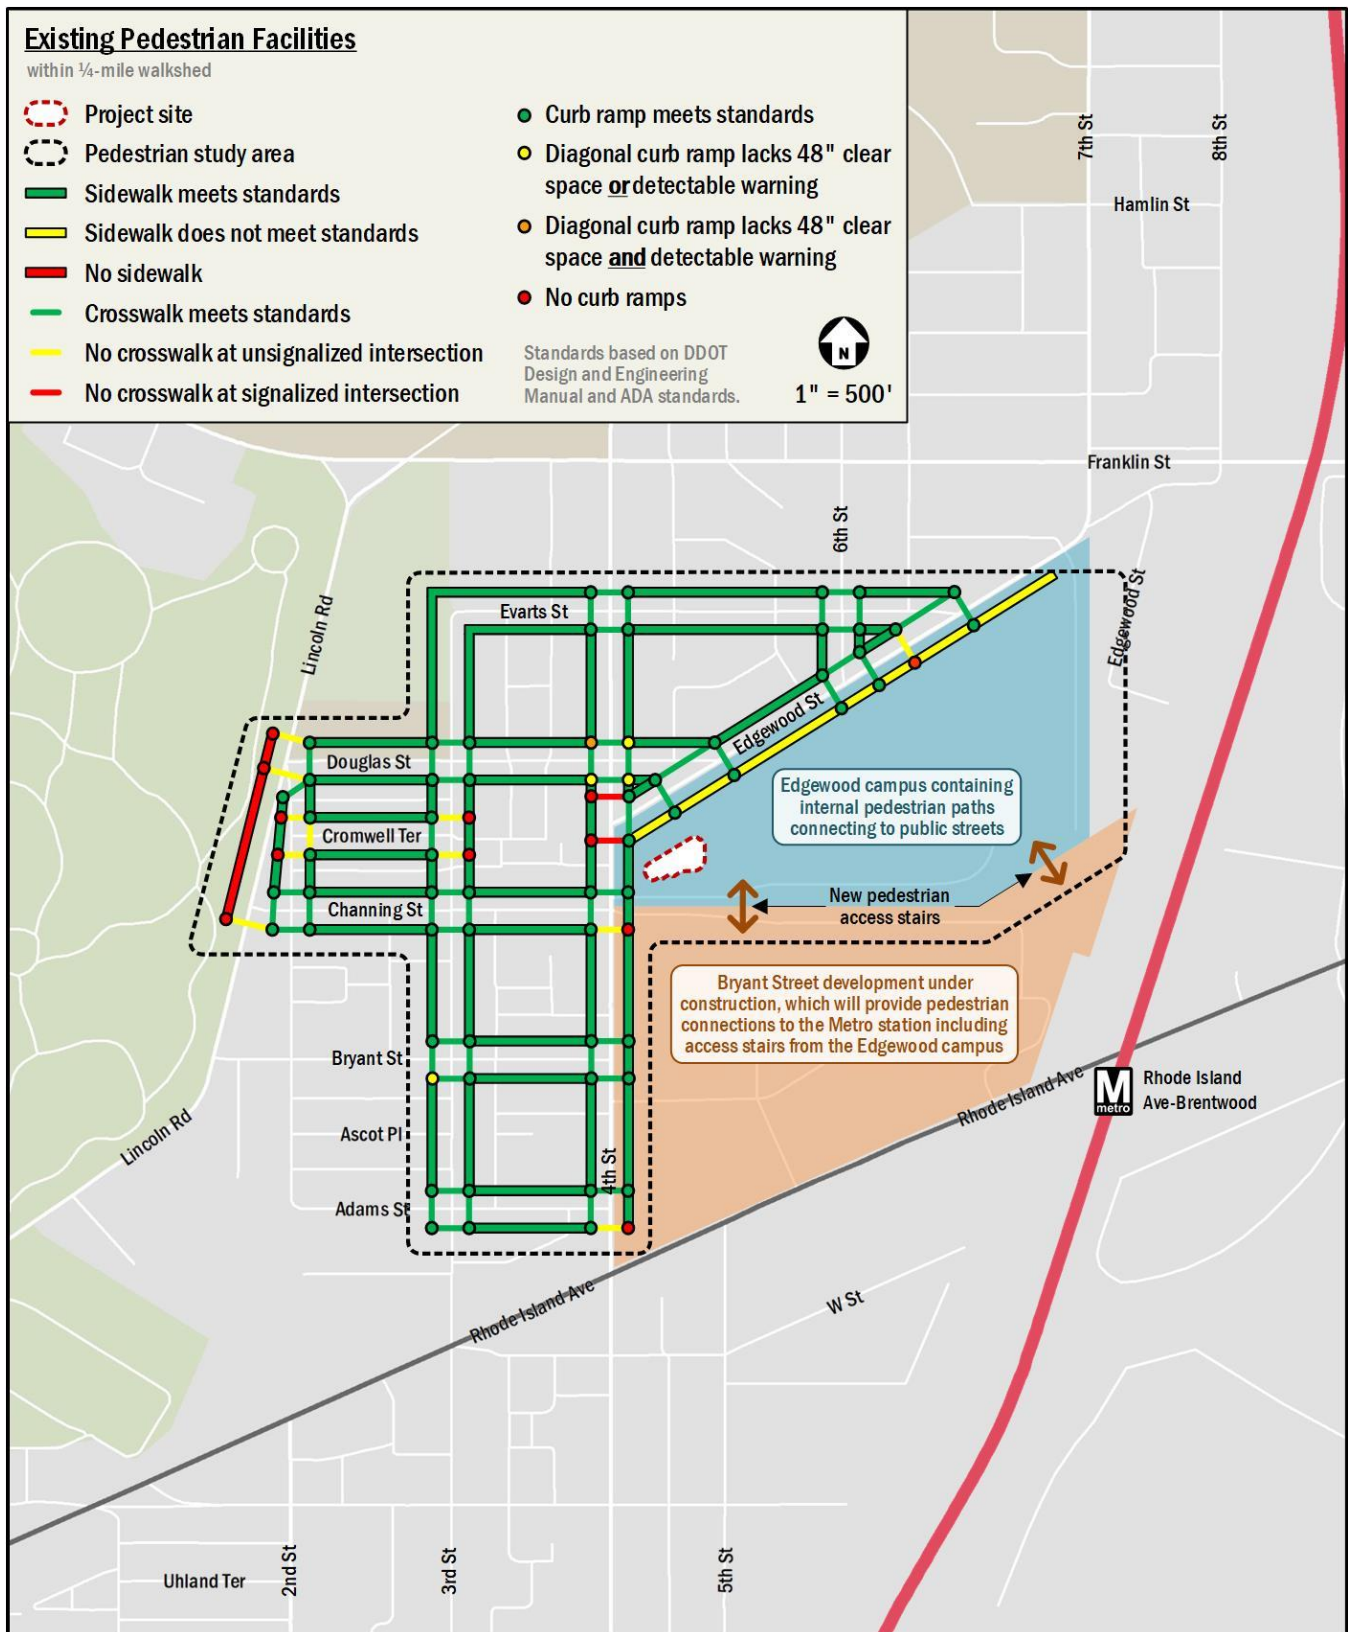 Existing Pedestrian Facilities
within ¼-mile walkshed
Project site
Pedestrian study area
Sidewalk meets standards
Sidewalk does not meet standards
No sidewalk
Crosswalk meets standards
No crosswalk at unsignalized intersection
No crosswalk at signalized intersection
Curb ramp meets standards
Diagonal curb ramp lacks 48" clear
space or detectable warning
Diagonal curb ramp lacks 48" clear
space and detectable warning
No curb ramps
Standards based on DDOT
Design and Engineering
Manual and ADA standards.
N
1" = 500'
7th St
8th St
Hamlin St
Franklin St
6th St
Edgewood St
Lincoln Rd
Evarts St
Edgewood St
Douglas St
Cromwell Ter
Channing St
Edgewood campus containing
internal pedestrian paths
connecting to public streets
New pedestrian
access stairs
Bryant Street development under
construction, which will provide pedestrian
connections to the Metro station including
access stairs from the Edgewood campus
Bryant St
Ascot Pl
Adams St
4th St
Lincoln Rd
Rhode Island Ave
M
metro
Rhode Island
Ave-Brentwood
Rhode Island Ave
W St
Uhland Ter
2nd St
3rd St
5th St